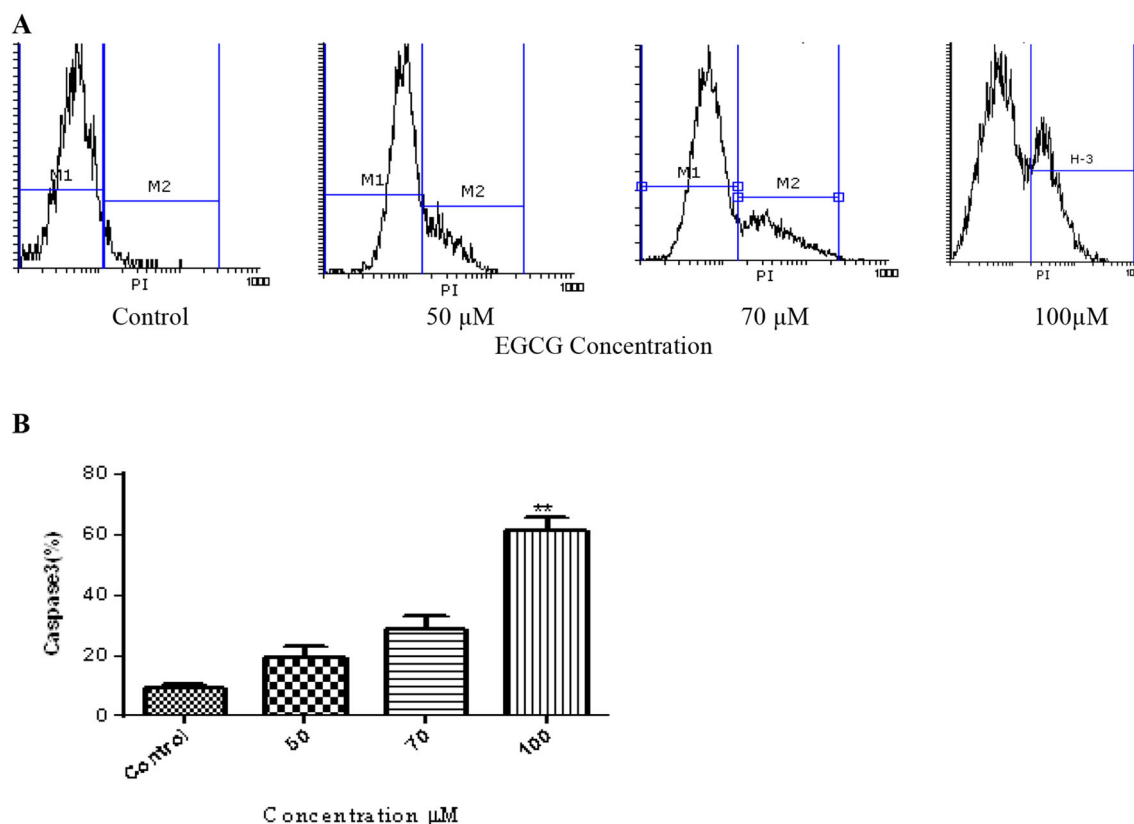 A
M1
M2
PI
1000
Control
M1
M2
PI
1000
50 µM
M1
M2
PI
1000
70 µM
H-3
PI
100µM
EGCG Concentration
B
Caspase3(%)
80
60
40
20
0
**
Control
50
70
100
Concentration µM